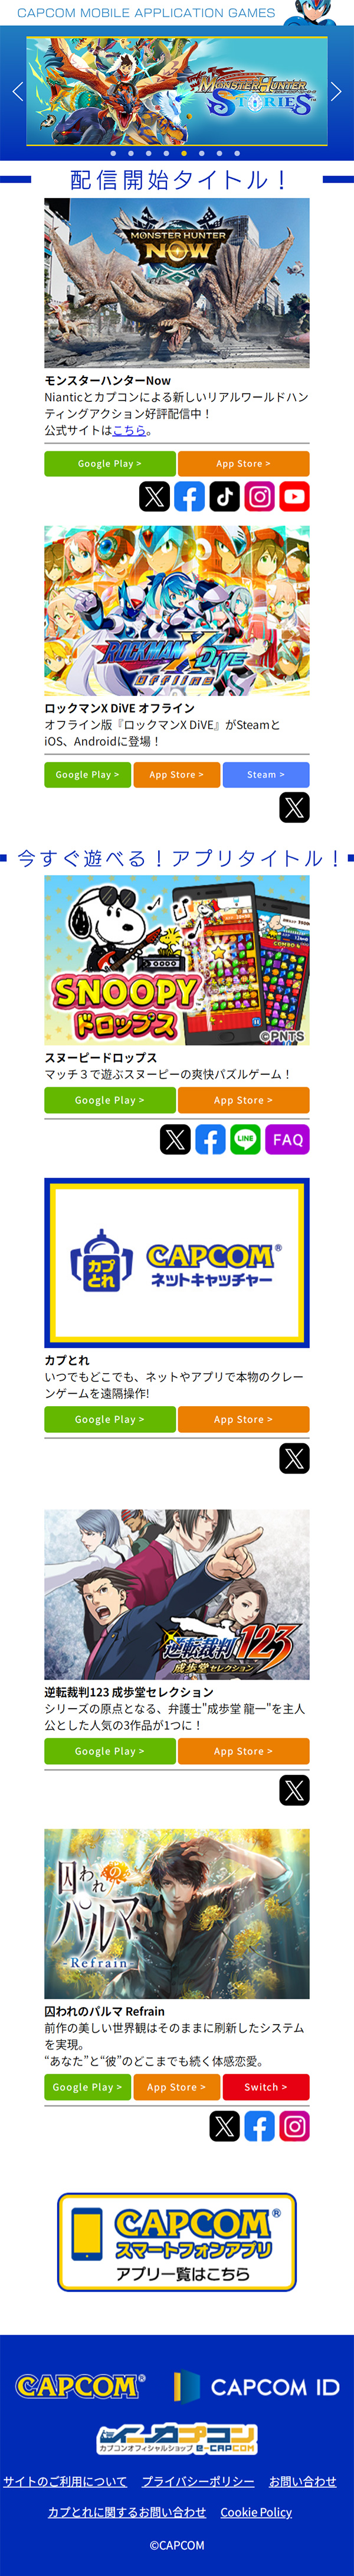 CAPCOM MOBILE APPLICATION GAMES
MONSTER HUNTER
STORIES™
配信開始タイトル！
MONSTER HUNTER
NOW
モンスターハンターNow
Nianticとカプコンによる新しいリアルワールドハン
ティングアクション好評配信中！
公式サイトはこちら。
Google Play >
App Store >
ROCKMAN X DiVE
OFFLINE
ロックマンX DiVE オフライン
オフライン版『ロックマンX DiVE』がSteamと
iOS、Androidに登場！
Google Play >
App Store >
Steam >
今すぐ遊べる！アプリタイトル！
SNOOPY
ドロップス
©PNTS
スヌーピードロップス
マッチ３で遊ぶスヌーピーの爽快パズルゲーム！
Google Play >
App Store >
LINE
FAQ
カプとれ
CAPCOM®
ネットキャッチャー
カプとれ
いつでもどこでも、ネットやアプリで本物のクレー
ンゲームを遠隔操作!
Google Play >
App Store >
逆転裁判123
成歩堂セレクション
逆転裁判123 成歩堂セレクション
シリーズの原点となる、弁護士"成歩堂 龍一"を主人
公とした人気の3作品が1つに！
Google Play >
App Store >
囚われのパルマ
-Refrain-
囚われのパルマ Refrain
前作の美しい世界観はそのままに刷新したシステム
を実現。
“あなた”と“彼”のどこまでも続く体感恋愛。
Google Play >
App Store >
Switch >
CAPCOM®
スマートフォンアプリ
アプリ一覧はこちら
CAPCOM®
CAPCOM ID
イーカプコン
カプコンオフィシャルショップ e-CAPCOM
サイトのご利用について
プライバシーポリシー
お問い合わせ
カプとれに関するお問い合わせ
Cookie Policy
©CAPCOM